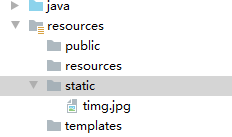 java
resources
public
resources
static
timg.jpg
templates